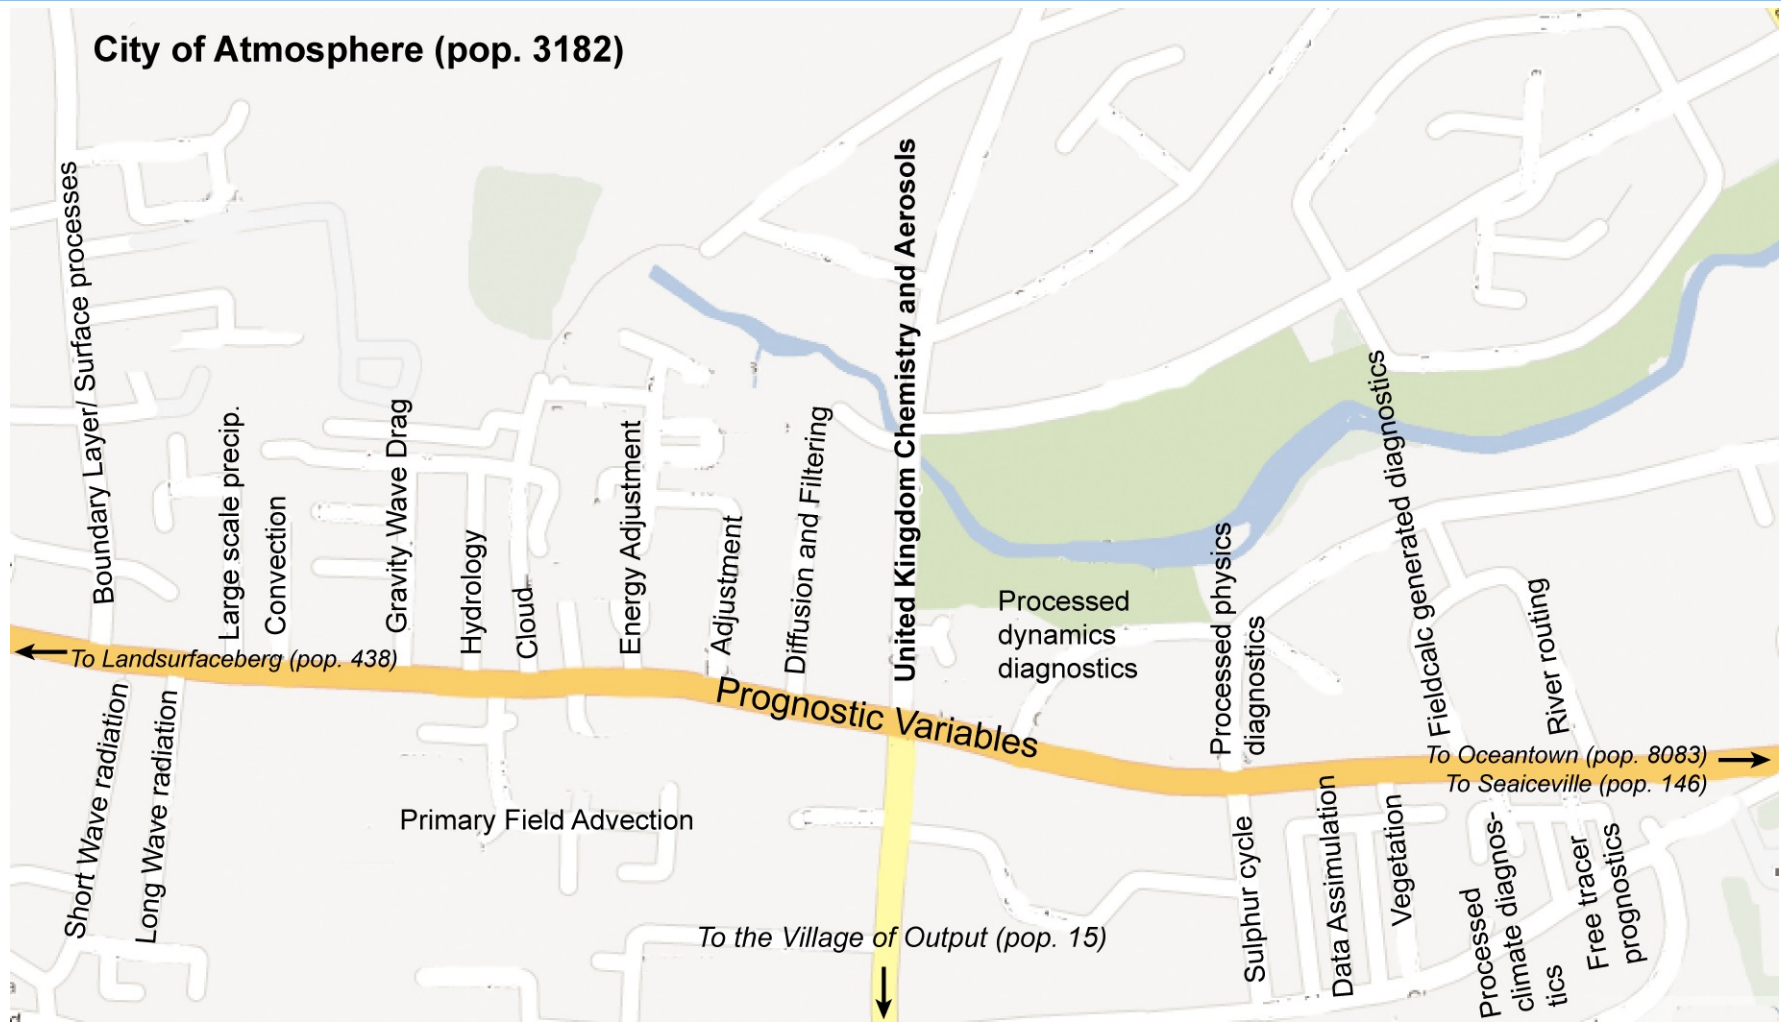 City of Atmosphere (pop. 3182)
Boundary Layer/ Surface processes
Large scale precip.
Convection
Gravity Wave Drag
Hydrology
Cloud
Energy Adjustment
Adjustment
Diffusion and Filtering
United Kingdom Chemistry and Aerosols
Processed
dynamics
diagnostics
Processed physics
diagnostics
Fieldcalc generated diagnostics
River routing
To Landsurfaceberg (pop. 438)
Prognostic Variables
To Oceantown (pop. 8083)
To Seaiceville (pop. 146)
Short Wave radiation
Long Wave radiation
Primary Field Advection
To the Village of Output (pop. 15)
Sulphur cycle
Data Assimulation
Vegetation
Processed
climate diagnos-
tics
Free tracer
prognostics